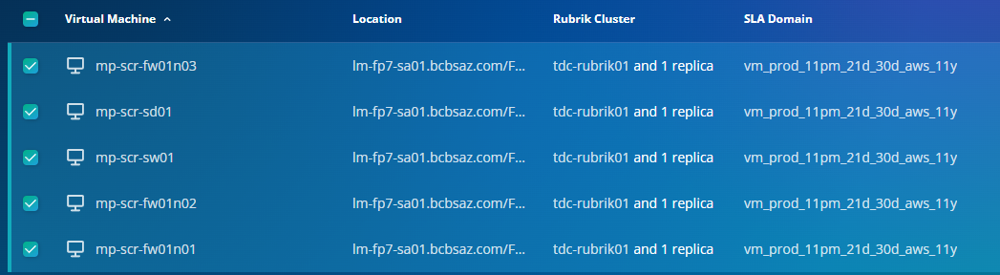 Virtual Machine Location Rubrik Cluster SLA Domain
mp-scr-fw01n03 lm-fp7-sa01.bcbsaz.com/F... tdc-rubrik01 and 1 replica vm_prod_11pm_21d_30d_aws_11y
mp-scr-sd01 lm-fp7-sa01.bcbsaz.com/F... tdc-rubrik01 and 1 replica vm_prod_11pm_21d_30d_aws_11y
mp-scr-sw01 lm-fp7-sa01.bcbsaz.com/F... tdc-rubrik01 and 1 replica vm_prod_11pm_21d_30d_aws_11y
mp-scr-fw01n02 lm-fp7-sa01.bcbsaz.com/F... tdc-rubrik01 and 1 replica vm_prod_11pm_21d_30d_aws_11y
mp-scr-fw01n01 lm-fp7-sa01.bcbsaz.com/F... tdc-rubrik01 and 1 replica vm_prod_11pm_21d_30d_aws_11y